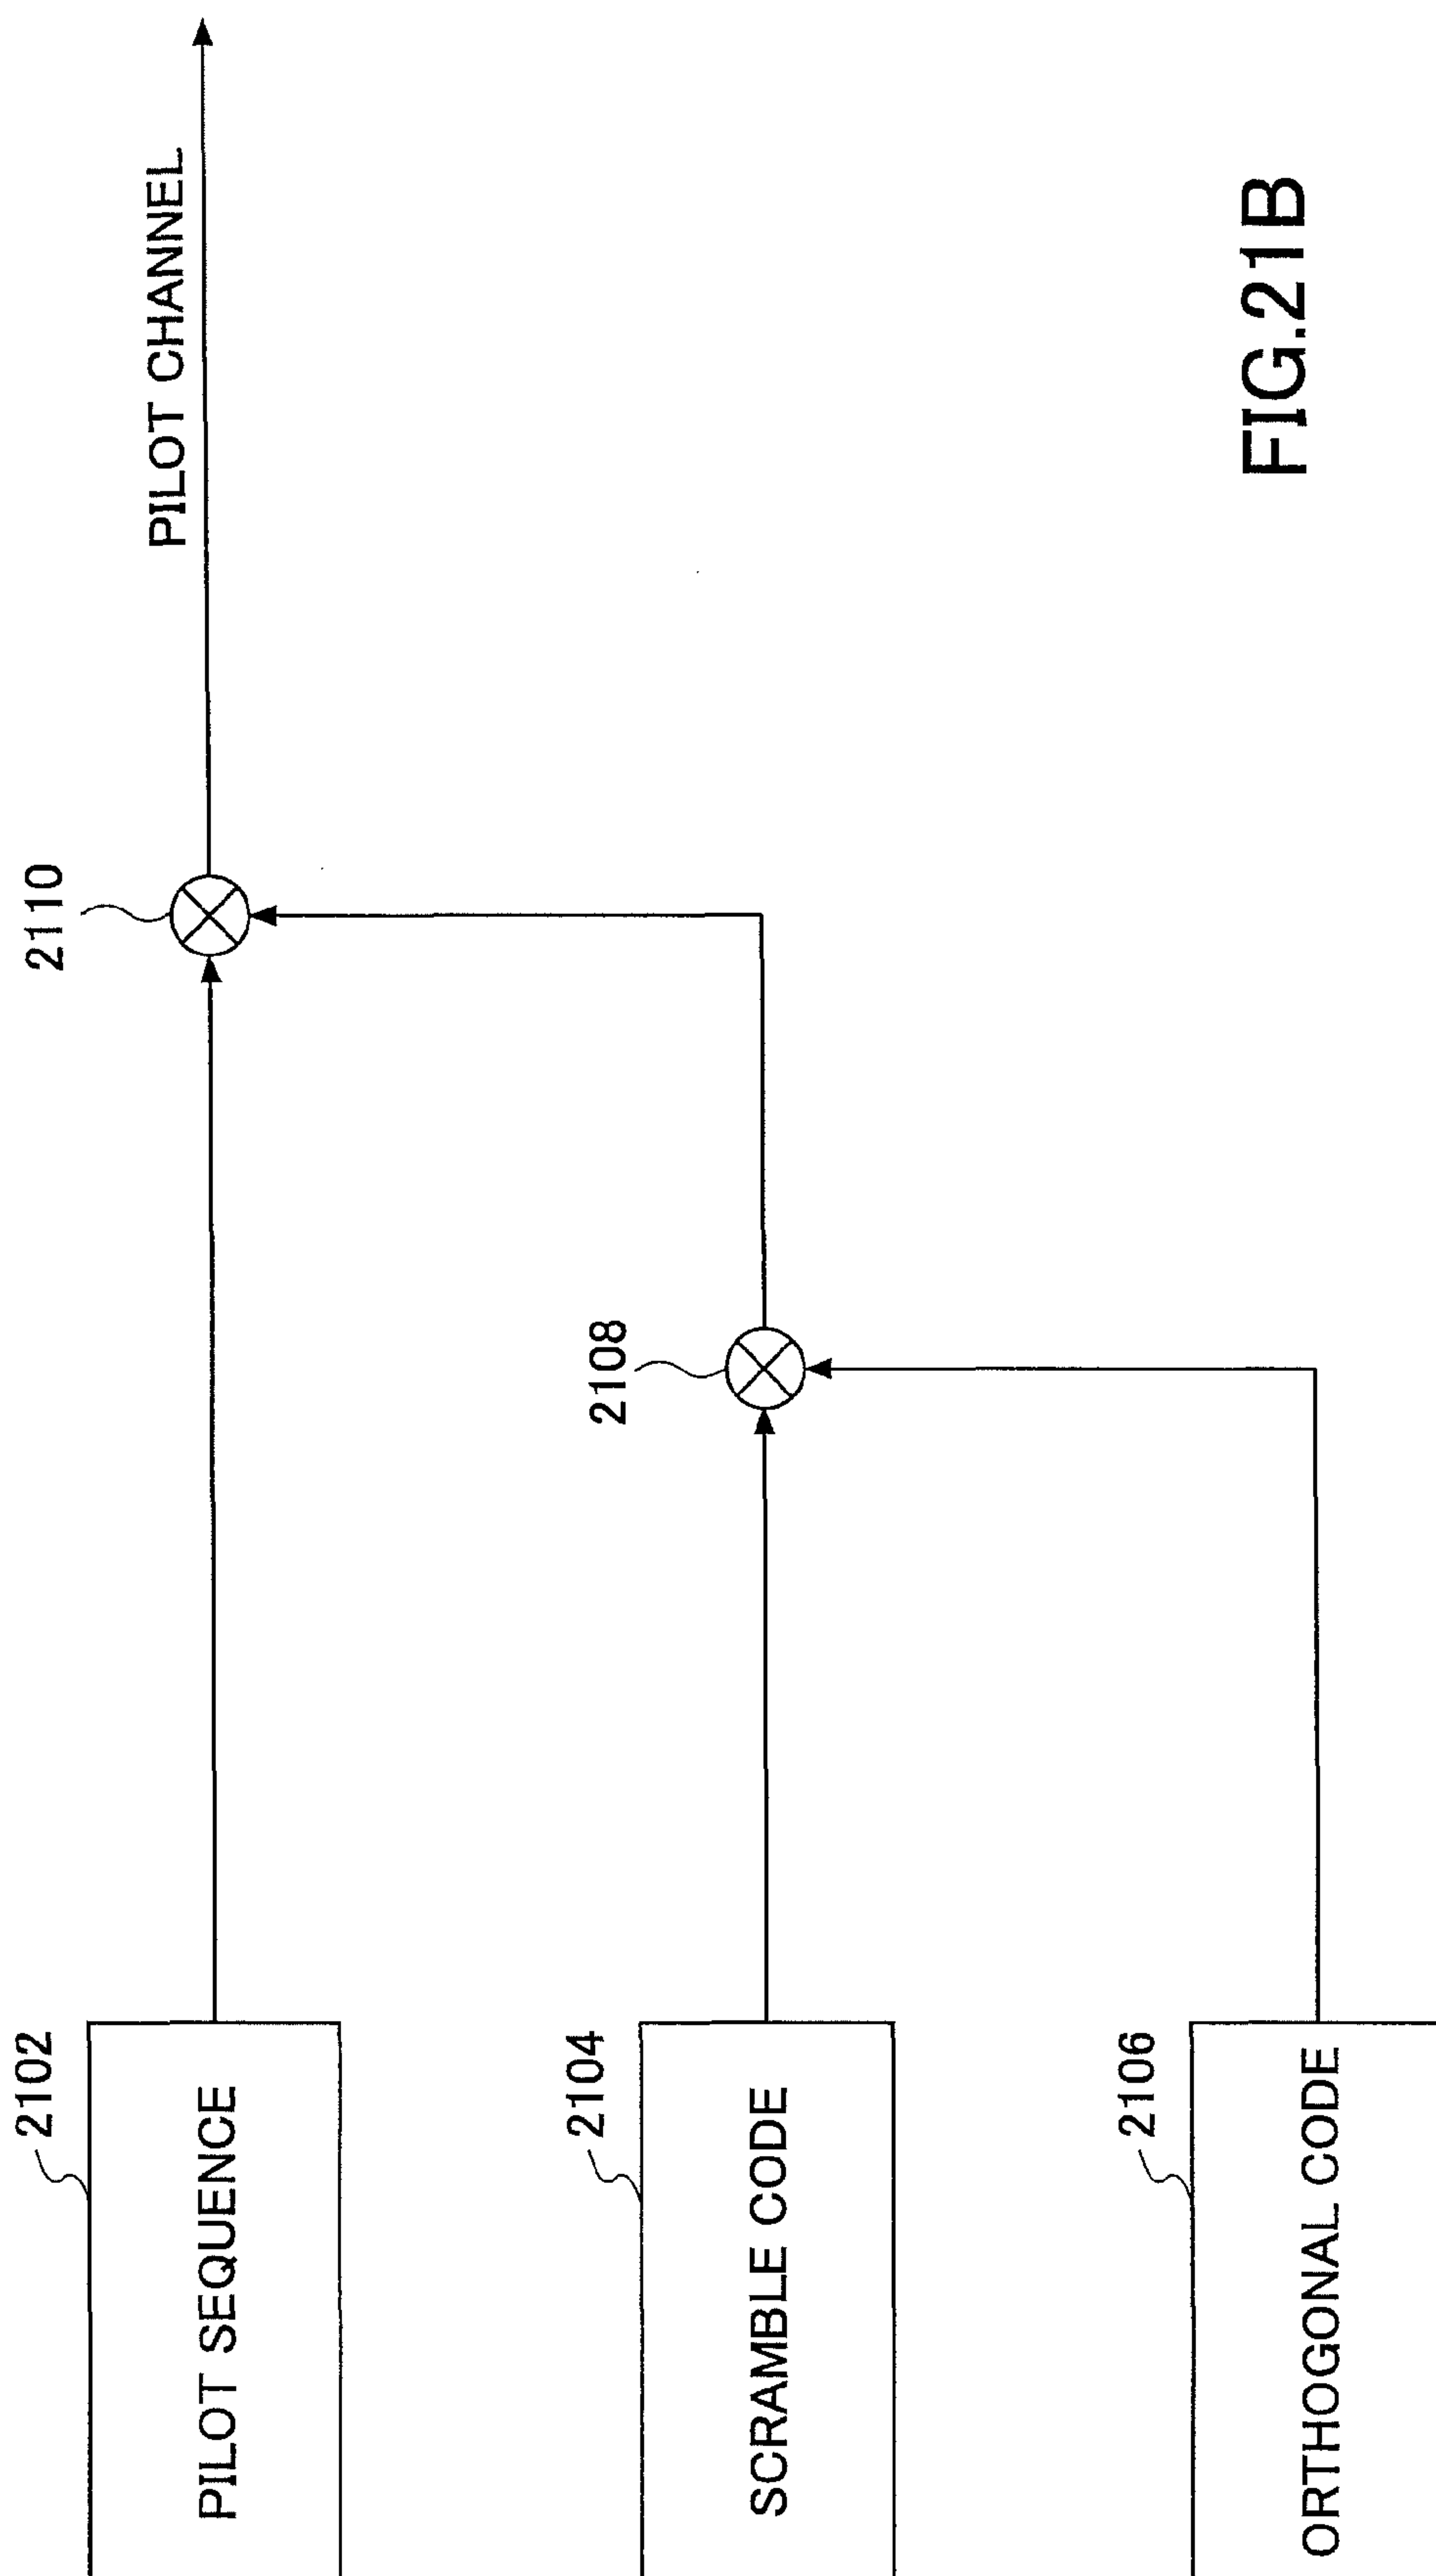 2102
PILOT SEQUENCE
2110
PILOT CHANNEL
2104
SCRAMBLE CODE
2108
2106
ORTHOGONAL CODE
FIG.21B